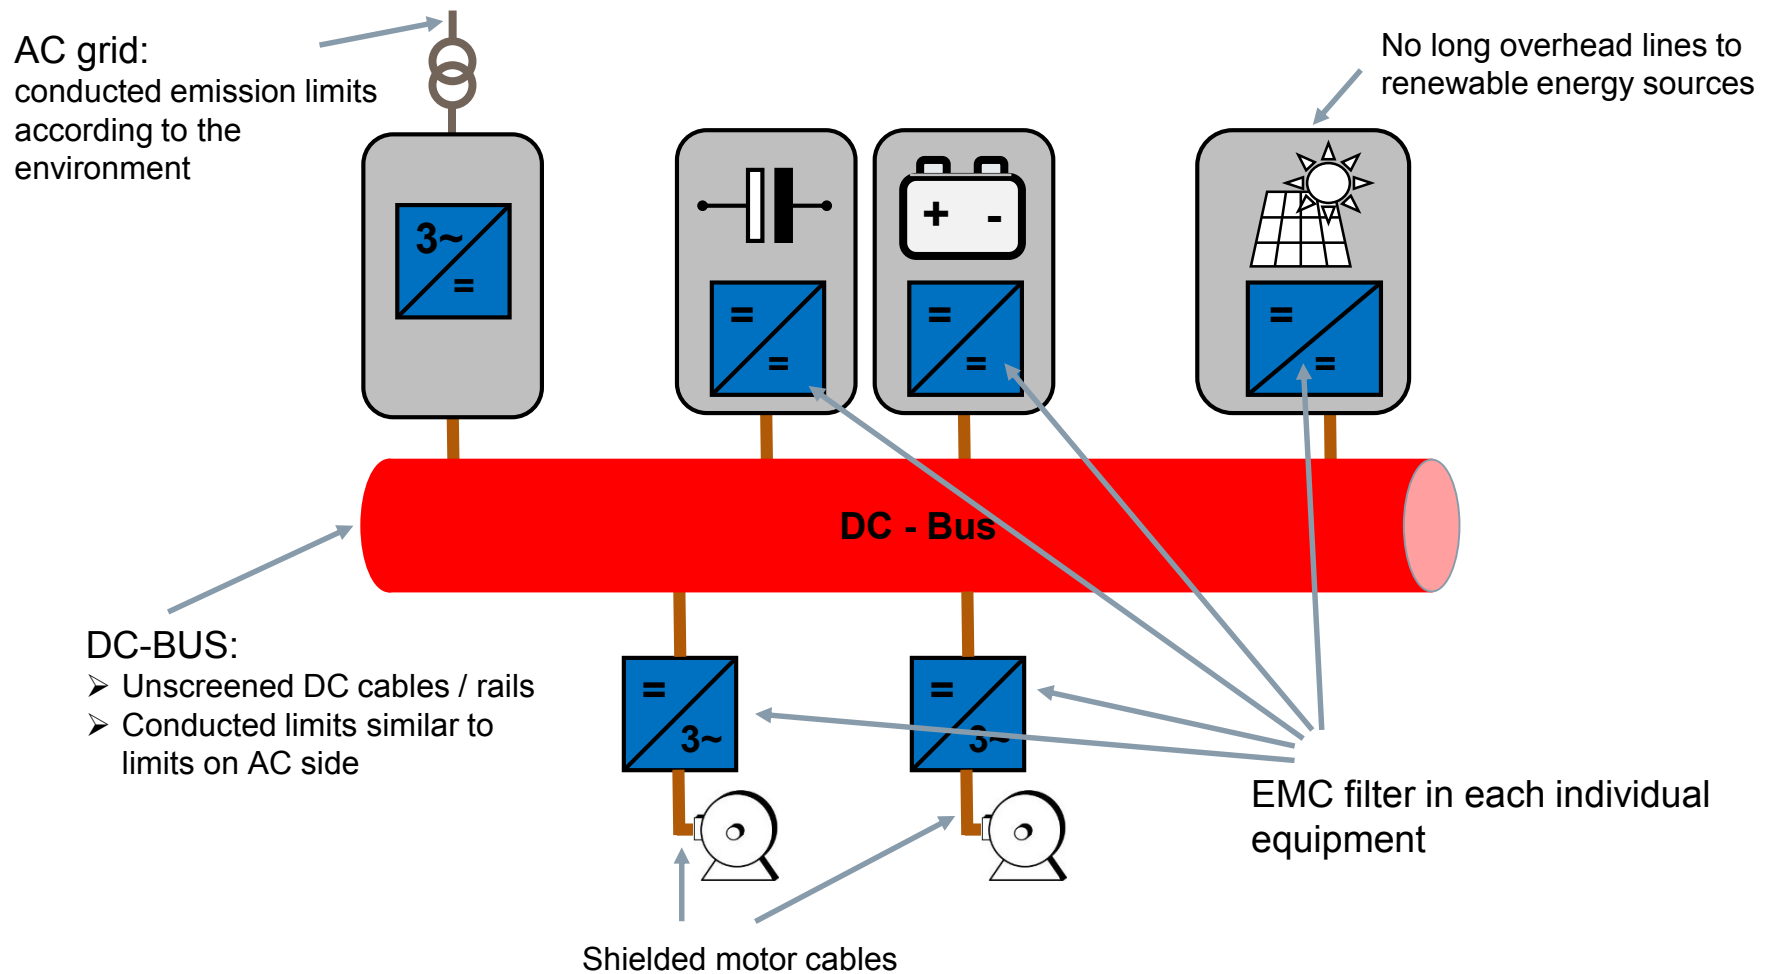 AC grid:
conducted emission limits
according to the
environment
No long overhead lines to
renewable energy sources
3~
=
+ -
=
=
=
=
=
=
DC - Bus
DC-BUS:
➢ Unscreened DC cables / rails
➢ Conducted limits similar to
limits on AC side
=
3~
=
3~
EMC filter in each individual
equipment
Shielded motor cables